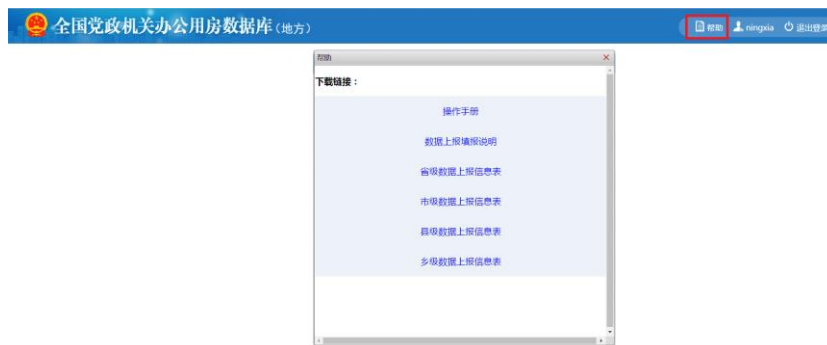 全国党政机关办公用房数据库(地方)
帮助 ningxia 退出登录
帮助
下载链接：
操作手册
数据上报填报说明
省级数据上报信息表
市级数据上报信息表
县级数据上报信息表
乡级数据上报信息表